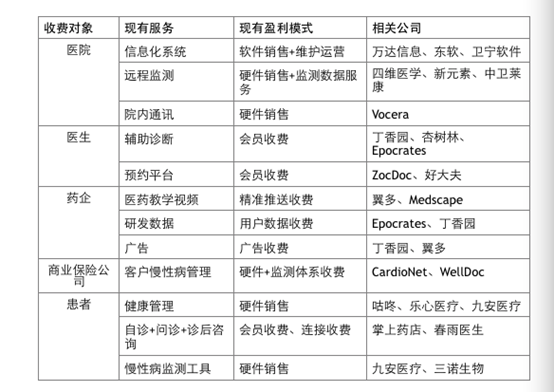 收费对象 现有服务 现有盈利模式 相关公司
医院 信息化系统 软件销售+维护运营 万达信息、东软、卫宁软件
远程监测 硬件销售+监测数据服务 四维医学、新元素、中卫莱康
院内通讯 硬件销售 Vocera
医生 辅助诊断 会员收费 丁香园、杏树林、Epocrates
预约平台 会员收费 ZocDoc、好大夫
药企 医药教学视频 精准推送收费 翼多、Medscape
研发数据 用户数据收费 Epocrates、丁香园
广告 广告收费 丁香园、翼多
商业保险公司 客户慢性病管理 硬件+监测体系收费 CardioNet、WellDoc
患者 健康管理 硬件销售 咕咚、乐心医疗、九安医疗
自诊+问诊+诊后咨询 会员收费、连接收费 掌上药店、春雨医生
慢性病监测工具 硬件销售 九安医疗、三诺生物